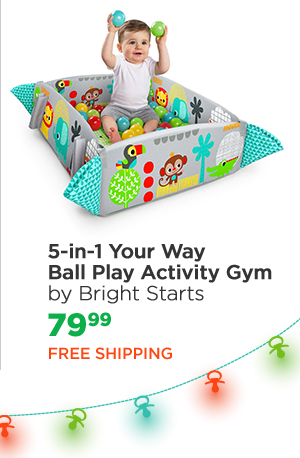 5-in-1 Your Way
Ball Play Activity Gym
by Bright Starts
79⁹⁹
FREE SHIPPING